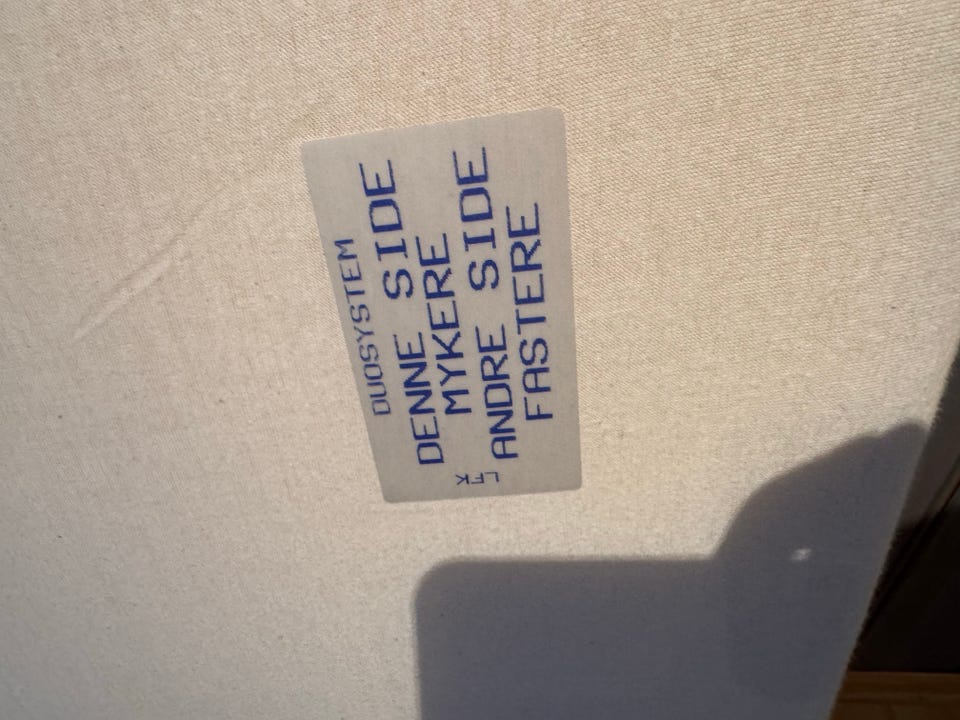 DUOSYSTEM
DENNE SIDE
MYKERE
ANDRE SIDE
FASTERE
LFK